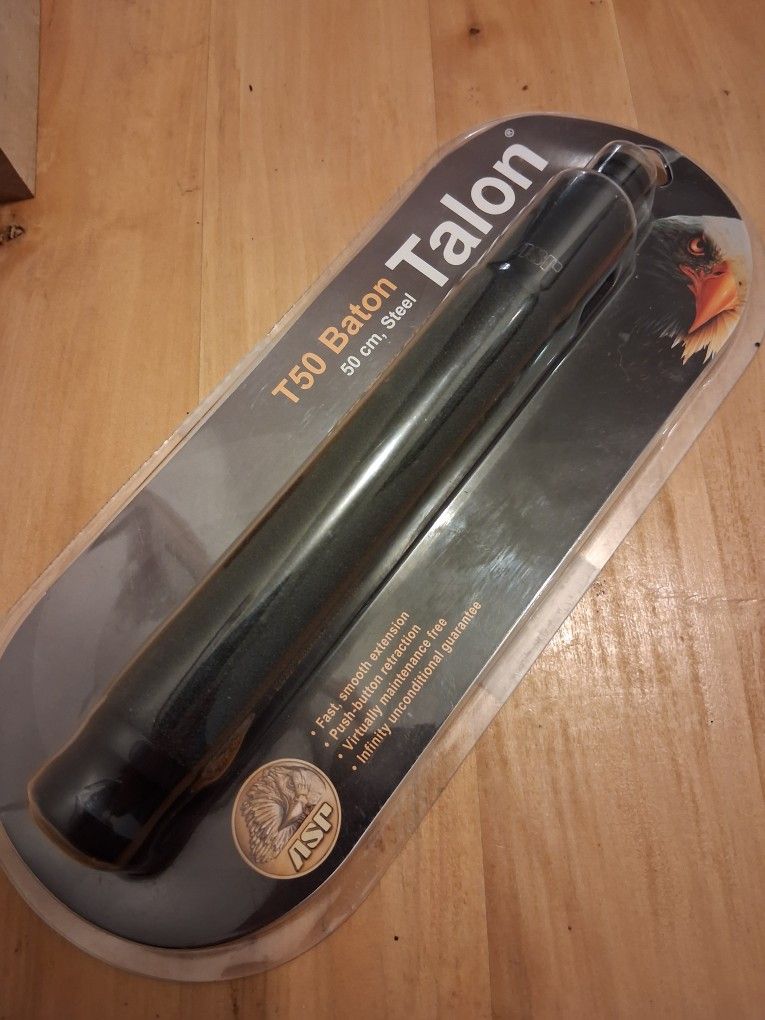 Talon®
T50 Baton
50 cm, Steel
ASP
• Fast, smooth extension
• Push-button retraction
• Virtually maintenance free
• Infinity unconditional guarantee
ASP